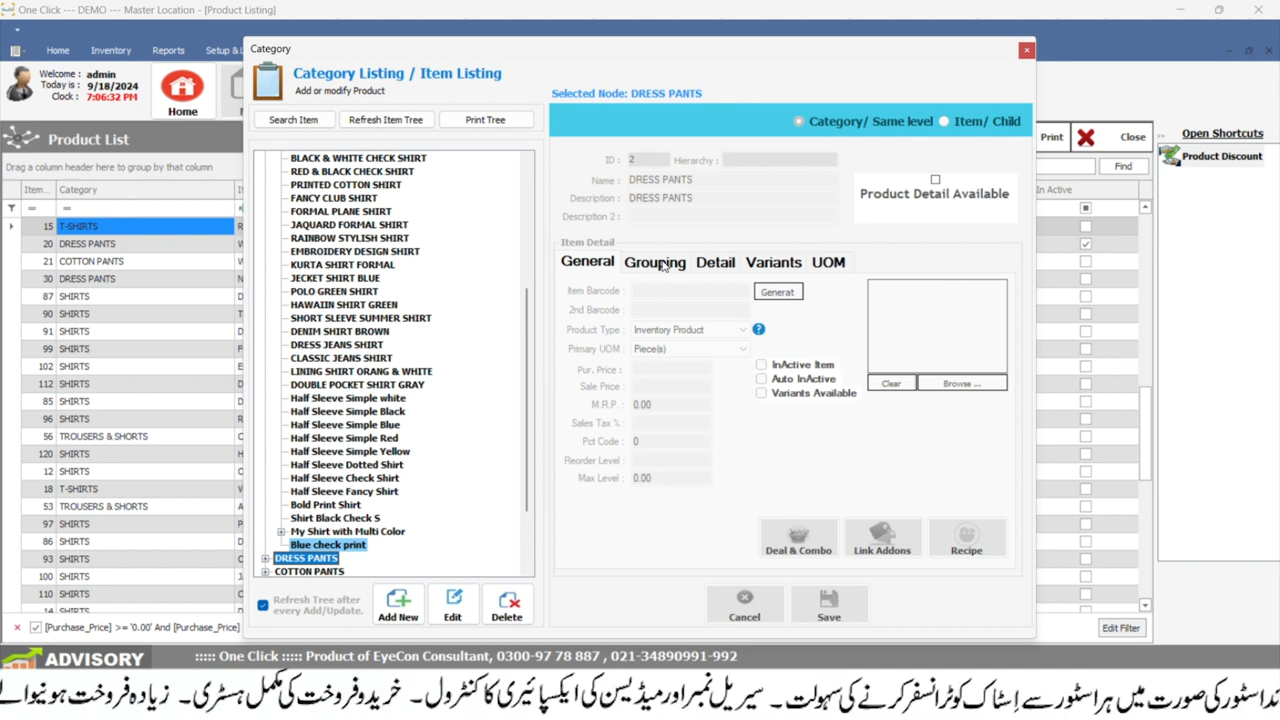 One Click --- DEMO --- Master Location - [Product Listing]
Home Inventory Reports Setup & L
Welcome : admin
Today is : 9/18/2024
Clock : 7:06:32 PM
Home
Product List
Drag a column header here to group by that column
Item... Category
= =
15 T-SHIRTS
20 DRESS PANTS
21 COTTON PANTS
30 DRESS PANTS
87 SHIRTS
90 SHIRTS
91 SHIRTS
99 SHIRTS
102 SHIRTS
112 SHIRTS
85 SHIRTS
96 SHIRTS
56 TROUSERS & SHORTS
120 SHIRTS
12 SHIRTS
18 T-SHIRTS
53 TROUSERS & SHORTS
97 SHIRTS
86 SHIRTS
93 SHIRTS
100 SHIRTS
110 SHIRTS
14 SHIRTS
[Purchase_Price] >= '0.00' And [Purchase_Price]
Category
Category Listing / Item Listing
Add or modify Product
Search Item Refresh Item Tree Print Tree
BLACK & WHITE CHECK SHIRT
RED & BLACK CHECK SHIRT
PRINTED COTTON SHIRT
FANCY CLUB SHIRT
FORMAL PLANE SHIRT
JAQUARD FORMAL SHIRT
RAINBOW STYLISH SHIRT
EMBROIDERY DESIGN SHIRT
KURTA SHIRT FORMAL
JECKET SHIRT BLUE
POLO GREEN SHIRT
HAWAIIN SHIRT GREEN
SHORT SLEEVE SUMMER SHIRT
DENIM SHIRT BROWN
DRESS JEANS SHIRT
CLASSIC JEANS SHIRT
LINING SHIRT ORANG & WHITE
DOUBLE POCKET SHIRT GRAY
Half Sleeve Simple white
Half Sleeve Simple Black
Half Sleeve Simple Blue
Half Sleeve Simple Red
Half Sleeve Simple Yellow
Half Sleeve Dotted Shirt
Half Sleeve Check Shirt
Half Sleeve Fancy Shirt
Bold Print Shirt
Shirt Black Check S
My Shirt with Multi Color
Blue check print
DRESS PANTS
COTTON PANTS
Refresh Tree after
every Add/Update.
Add New Edit Delete
Selected Node: DRESS PANTS
Category/ Same level Item/ Child
ID : 2 Hierarchy :
Name : DRESS PANTS
Description : DRESS PANTS
Description 2 :
Product Detail Available
Item Detail
General Grouping Detail Variants UOM
Item Barcode : Generat
2nd Barcode :
Product Type : Inventory Product
Primary UOM : Piece(s)
Pur. Price :
Sale Price :
M.R.P. : 0.00
Sales Tax % :
Pct Code : 0
Reorder Level :
Max Level : 0.00
InActive Item
Auto InActive
Variants Available
Clear Browse ...
Deal & Combo Link Addons Recipe
Cancel Save
Print Close
Find
In Active
Edit Filter
Open Shortcuts
Product Discount
ADVISORY ::::: One Click ::::: Product of EyeCon Consultant, 0300-97 78 887 , 021-34890991-992
ئداسٹور کی صورت میں ہر اسٹور سے اِسٹاک کو ٹرانسفر کرنے کی سہولت ۔ سیریل نمبر اور میڈیسن کی ایکسپائیری کا کنٹرول ۔ خرید و فروخت کی مکمل ہسٹری ۔ زیادہ فروخت ہونیوالے